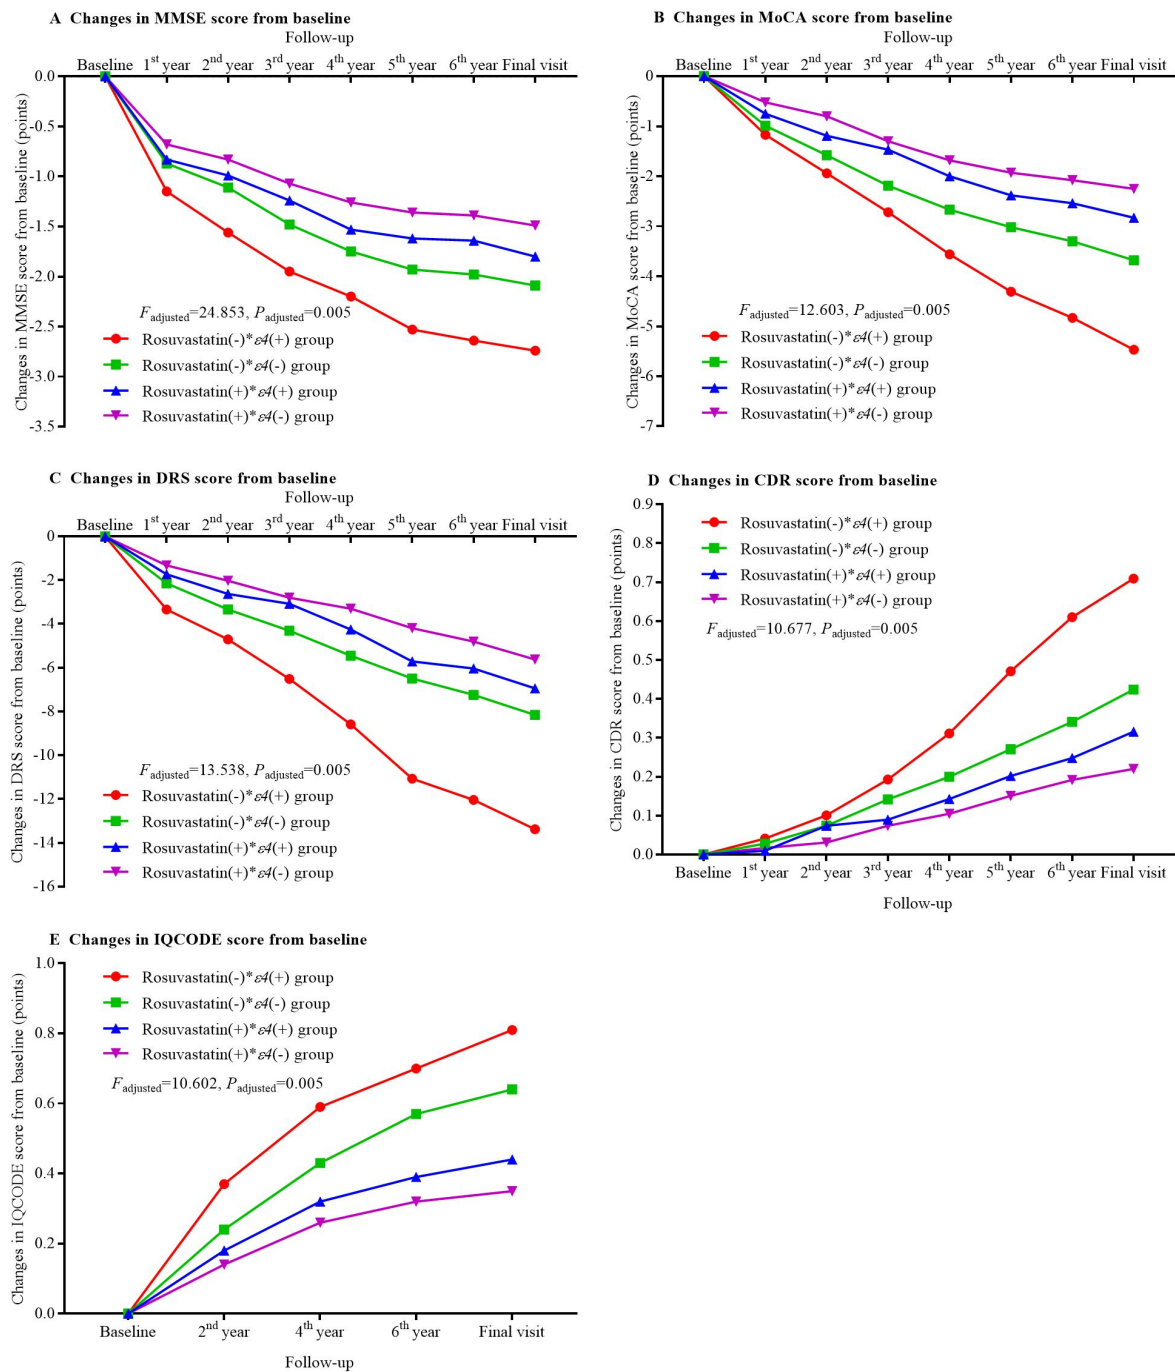 A Changes in MMSE score from baseline
Follow-up
Baseline 1st year 2nd year 3rd year 4th year 5th year 6th year Final visit
0.0
-0.5
-1.0
-1.5
-2.0
-2.5
-3.0
-3.5
Changes in MMSE score from baseline (points)
Fadjusted=24.853, Padjusted=0.005
Rosuvastatin(-)*ε4(+) group
Rosuvastatin(-)*ε4(-) group
Rosuvastatin(+)*ε4(+) group
Rosuvastatin(+)*ε4(-) group
B Changes in MoCA score from baseline
Follow-up
Baseline 1st year 2nd year 3rd year 4th year 5th year 6th year Final visit
0
-1
-2
-3
-4
-5
-6
-7
Changes in MoCA score from baseline (points)
Fadjusted=12.603, Padjusted=0.005
Rosuvastatin(-)*ε4(+) group
Rosuvastatin(-)*ε4(-) group
Rosuvastatin(+)*ε4(+) group
Rosuvastatin(+)*ε4(-) group
C Changes in DRS score from baseline
Follow-up
Baseline 1st year 2nd year 3rd year 4th year 5th year 6th year Final visit
0
-2
-4
-6
-8
-10
-12
-14
-16
Changes in DRS score from baseline (points)
Fadjusted=13.538, Padjusted=0.005
Rosuvastatin(-)*ε4(+) group
Rosuvastatin(-)*ε4(-) group
Rosuvastatin(+)*ε4(+) group
Rosuvastatin(+)*ε4(-) group
D Changes in CDR score from baseline
0.9
0.8
0.7
0.6
0.5
0.4
0.3
0.2
0.1
0.0
Changes in CDR score from baseline (points)
Rosuvastatin(-)*ε4(+) group
Rosuvastatin(-)*ε4(-) group
Rosuvastatin(+)*ε4(+) group
Rosuvastatin(+)*ε4(-) group
Fadjusted=10.677, Padjusted=0.005
Baseline 1st year 2nd year 3rd year 4th year 5th year 6th year Final visit
Follow-up
E Changes in IQCODE score from baseline
1.0
0.8
0.6
0.4
0.2
0.0
Changes in IQCODE score from baseline (points)
Rosuvastatin(-)*ε4(+) group
Rosuvastatin(-)*ε4(-) group
Rosuvastatin(+)*ε4(+) group
Rosuvastatin(+)*ε4(-) group
Fadjusted=10.602, Padjusted=0.005
Baseline 2nd year 4th year 6th year Final visit
Follow-up